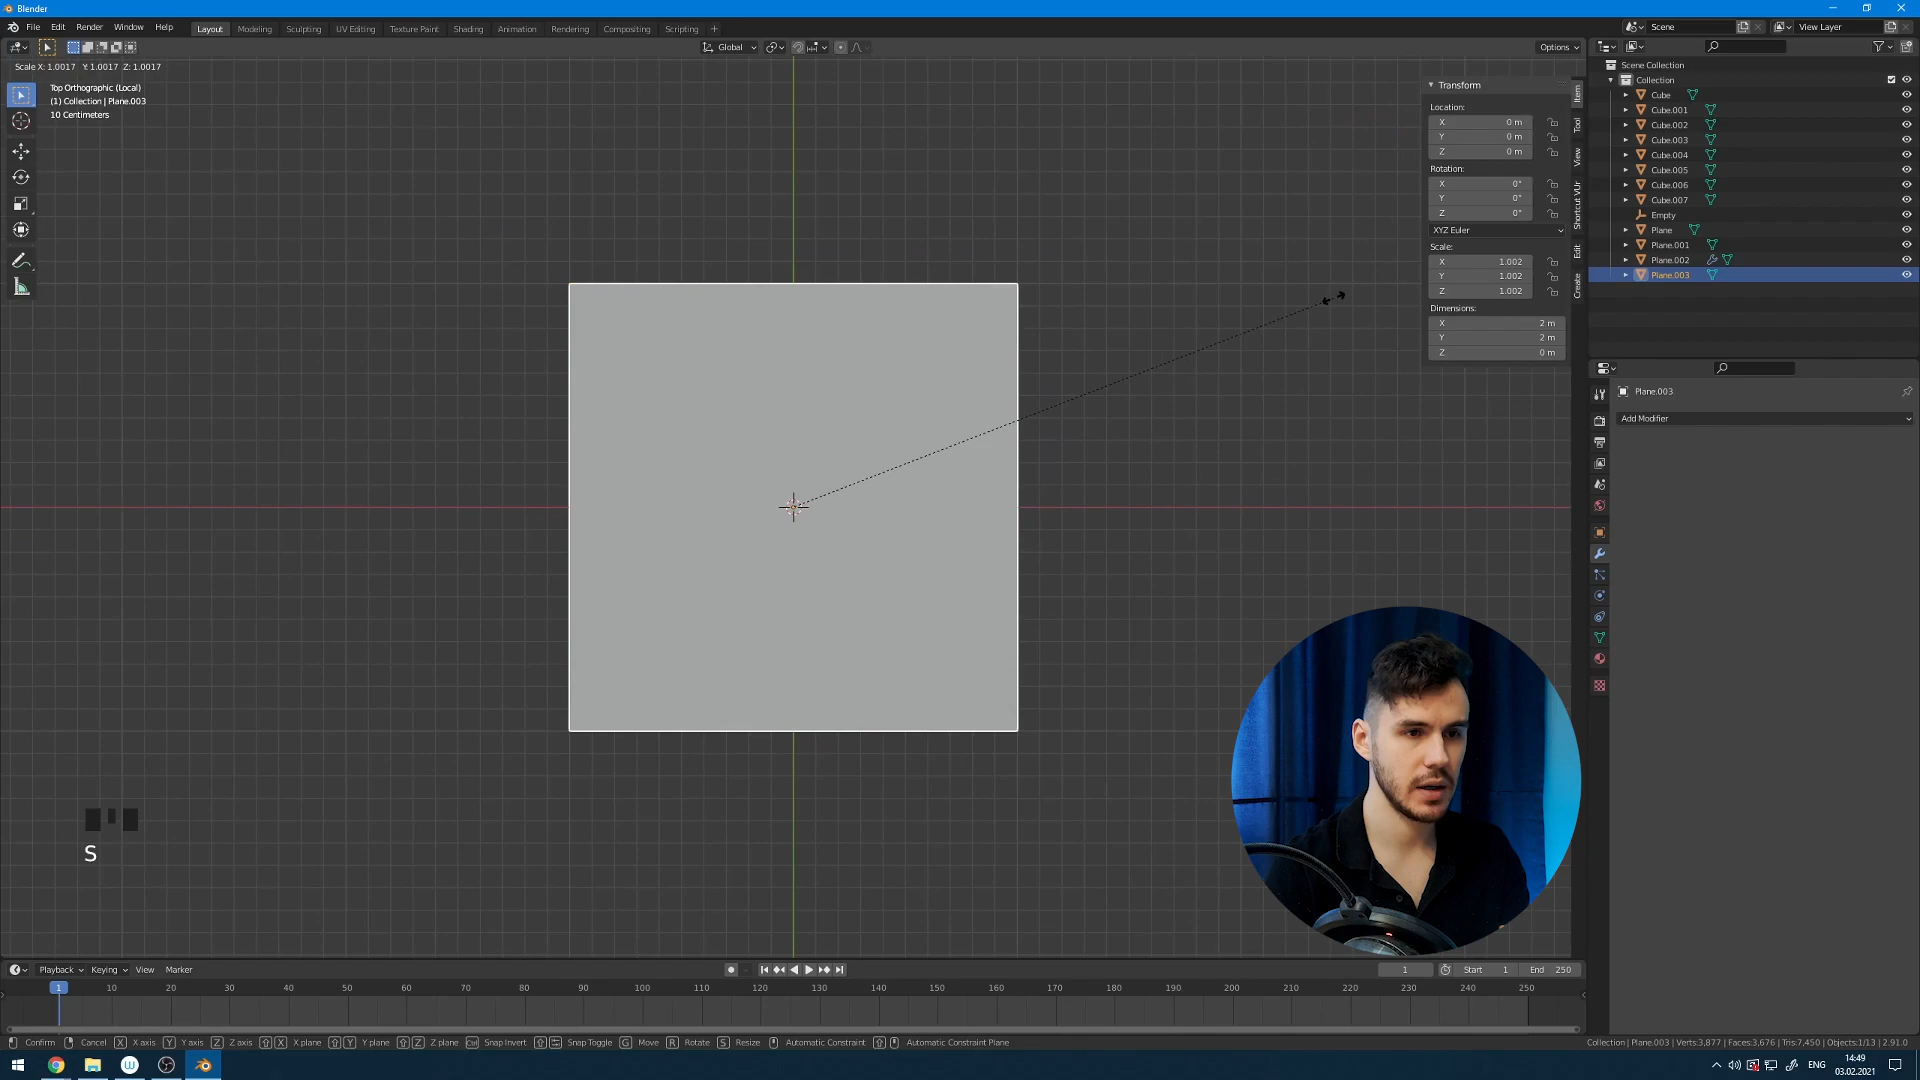 Blender
File Edit Render Window Help
Layout Modeling Sculpting UV Editing Texture Paint Shading Animation Rendering Compositing Scripting +
Scene
View Layer
Global
Options
Scale X: 1.0017 Y: 1.0017 Z: 1.0017
Top Orthographic (Local)
(1) Collection | Plane.003
10 Centimeters
Transform
Location:
X 0 m
Y 0 m
Z 0 m
Rotation:
X 0°
Y 0°
Z 0°
XYZ Euler
Scale:
X 1.002
Y 1.002
Z 1.002
Dimensions:
X 2 m
Y 2 m
Z 0 m
Item
Tool
View
Shortcut VUr
Edit
Create
Scene Collection
Collection
Cube
Cube.001
Cube.002
Cube.003
Cube.004
Cube.005
Cube.006
Cube.007
Empty
Plane
Plane.001
Plane.002
Plane.003
Plane.003
Add Modifier
S
Playback Keying View Marker
1 Start 1 End 250
1 10 20 30 40 50 60 70 80 90 100 110 120 130 140 150 160 170 180 190 200 210 220 230 240 250
Confirm Cancel X X axis Y Y axis Z Z axis X X plane Y Y plane Z Z plane Ctrl Snap Invert Snap Toggle G Move R Rotate S Resize Automatic Constraint Automatic Constraint Plane
Collection | Plane.003 | Verts:3,877 | Faces:3,676 | Tris:7,450 | Objects:1/13 | 2.91.0
ENG
14:49
03.02.2021